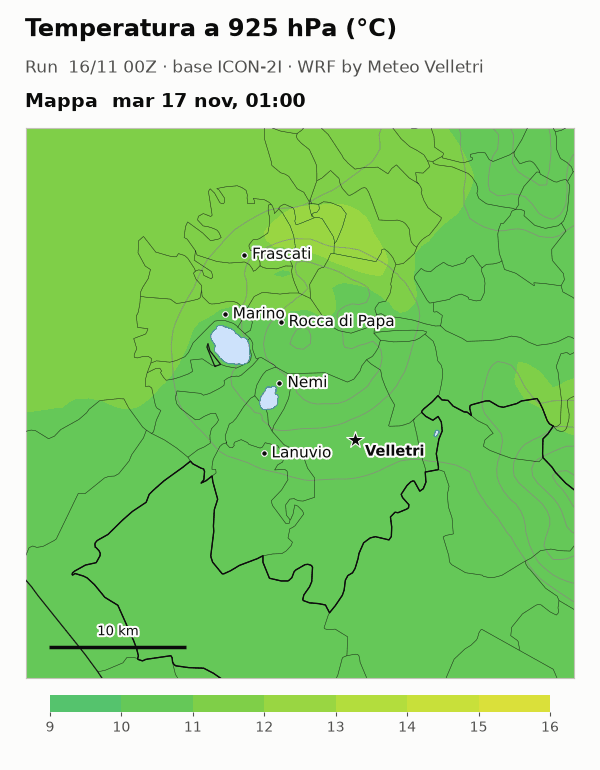 Temperatura a 925 hPa (°C)
Run  16/11 00Z · base ICON-2I · WRF by Meteo Velletri
Mappa  mar 17 nov, 01:00
Frascati
Marino
Rocca di Papa
Nemi
Velletri
Lanuvio
10 km
9 10 11 12 13 14 15 16